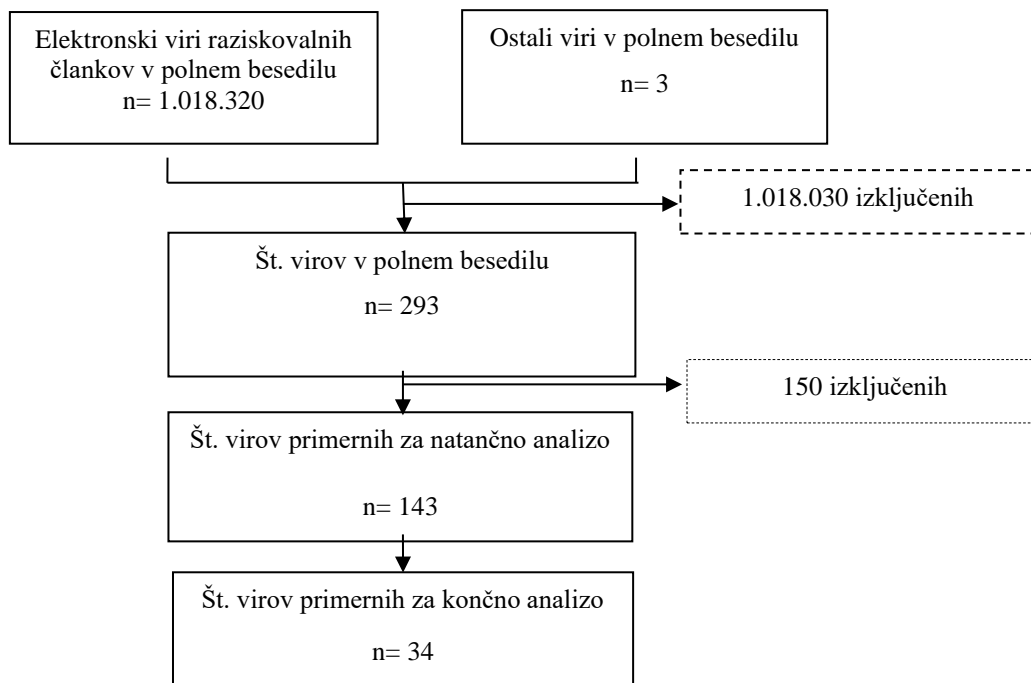 Elektronski viri raziskovalnih
člankov v polnem besedilu
n= 1.018.320
Ostali viri v polnem besedilu
n= 3
1.018.030 izključenih
Št. virov v polnem besedilu
n= 293
150 izključenih
Št. virov primernih za natančno analizo
n= 143
Št. virov primernih za končno analizo
n= 34